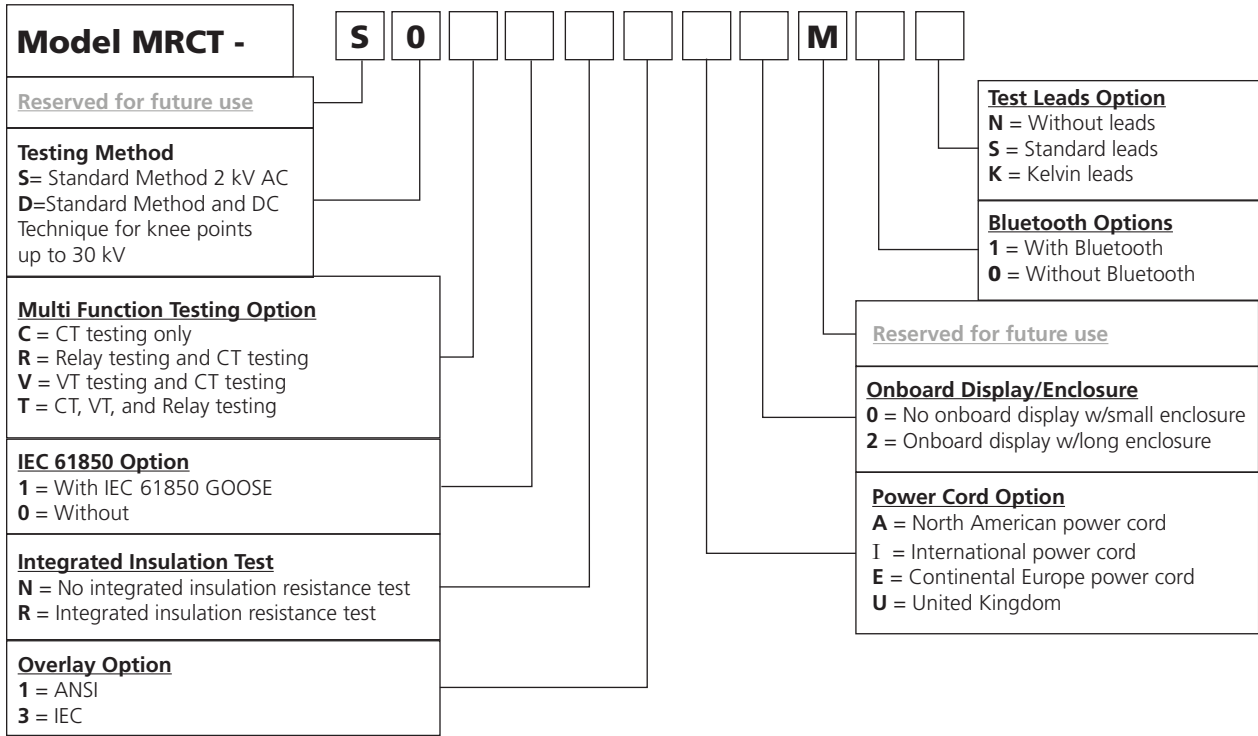 Model MRCT - S 0 M
Reserved for future use
Testing Method
S= Standard Method 2 kV AC
D=Standard Method and DC
Technique for knee points
up to 30 kV
Multi Function Testing Option
C = CT testing only
R = Relay testing and CT testing
V = VT testing and CT testing
T = CT, VT, and Relay testing
IEC 61850 Option
1 = With IEC 61850 GOOSE
0 = Without
Integrated Insulation Test
N = No integrated insulation resistance test
R = Integrated insulation resistance test
Overlay Option
1 = ANSI
3 = IEC
Test Leads Option
N = Without leads
S = Standard leads
K = Kelvin leads
Bluetooth Options
1 = With Bluetooth
0 = Without Bluetooth
Reserved for future use
Onboard Display/Enclosure
0 = No onboard display w/small enclosure
2 = Onboard display w/long enclosure
Power Cord Option
A = North American power cord
I = International power cord
E = Continental Europe power cord
U = United Kingdom